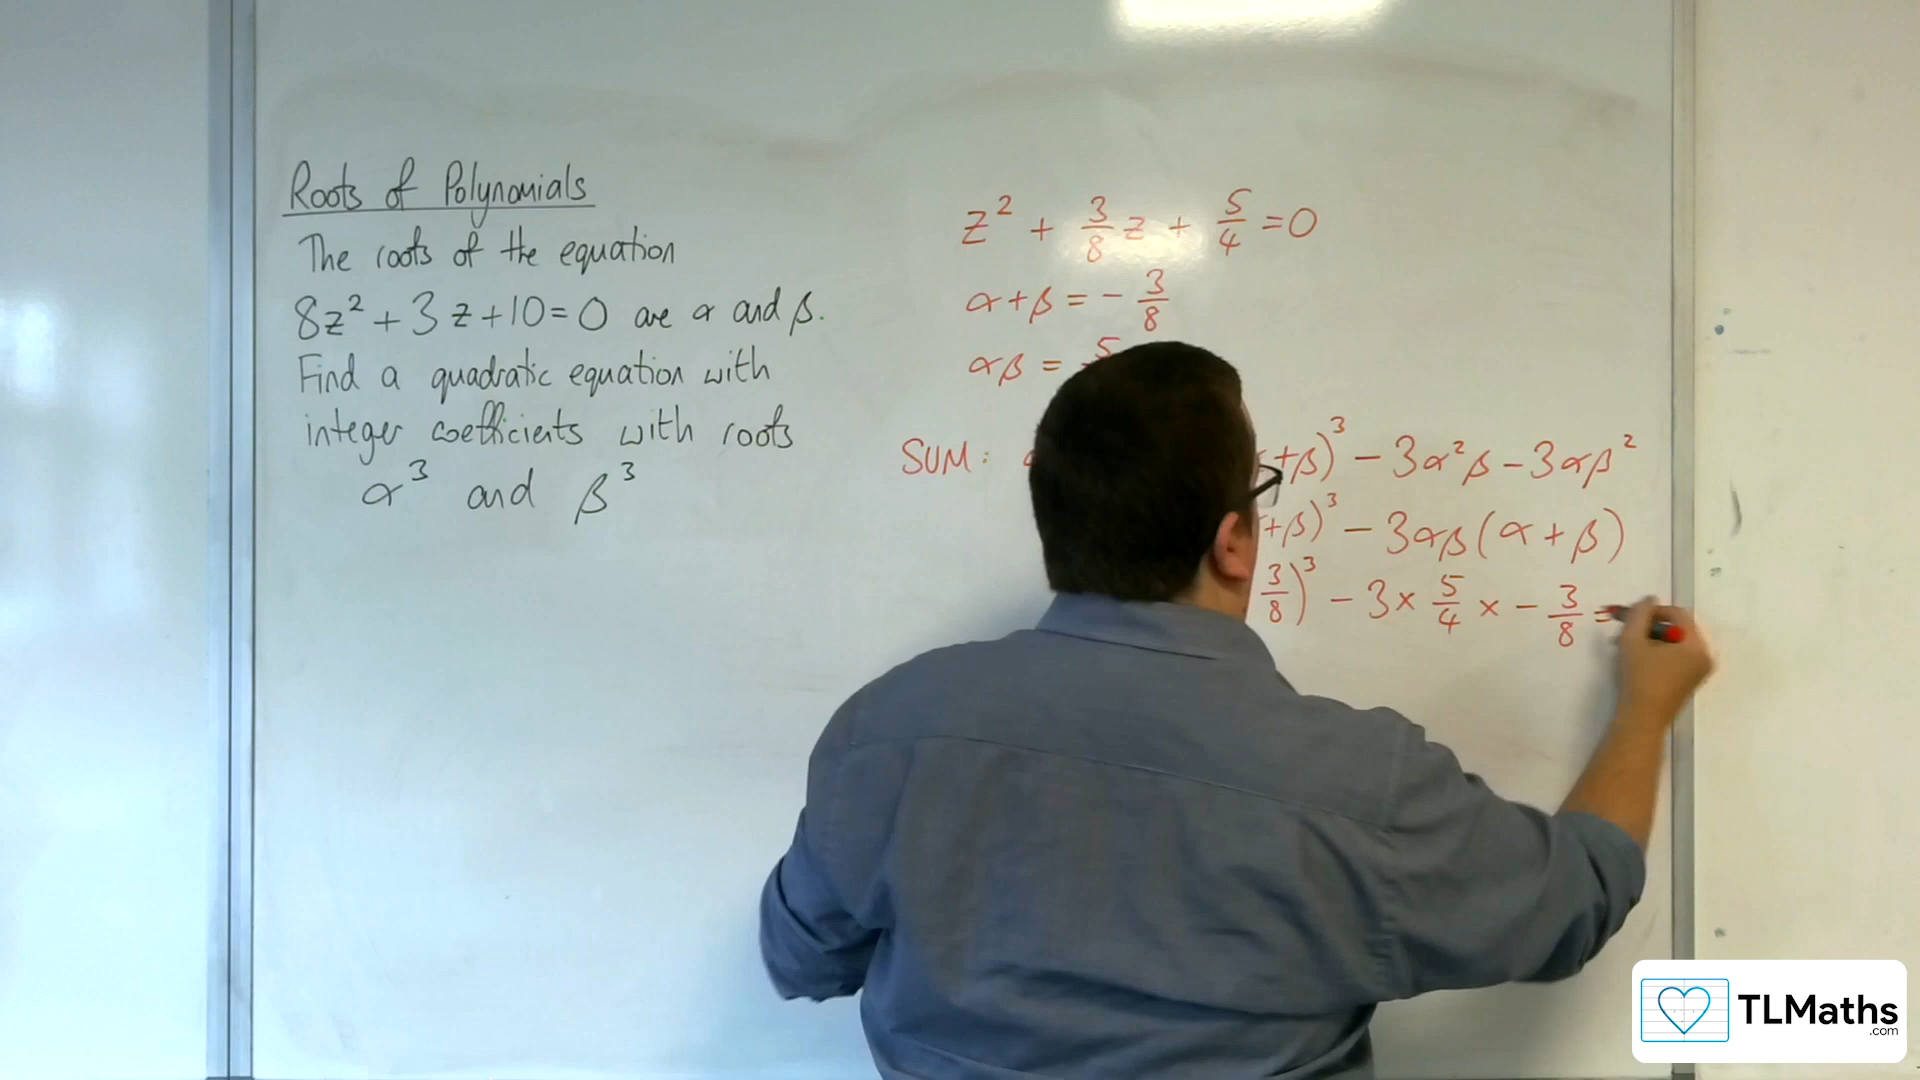 Roots of Polynomials
The roots of the equation
8z² + 3z + 10 = 0 are α and β.
Find a quadratic equation with
integer coefficients with roots
α³ and β³
z² + 3/8 z + 5/4 = 0
α + β = - 3/8
αβ = 5
SUM:
+ β)³ - 3α²β - 3αβ²
+ β)³ - 3αβ(α + β)
3/8)³ - 3 × 5/4 × - 3/8 =
TLMaths
.com